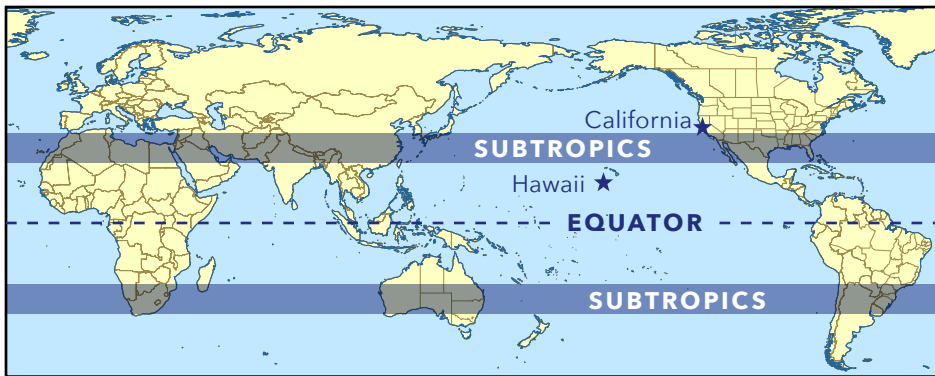 California
SUBTROPICS
Hawaii
EQUATOR
SUBTROPICS